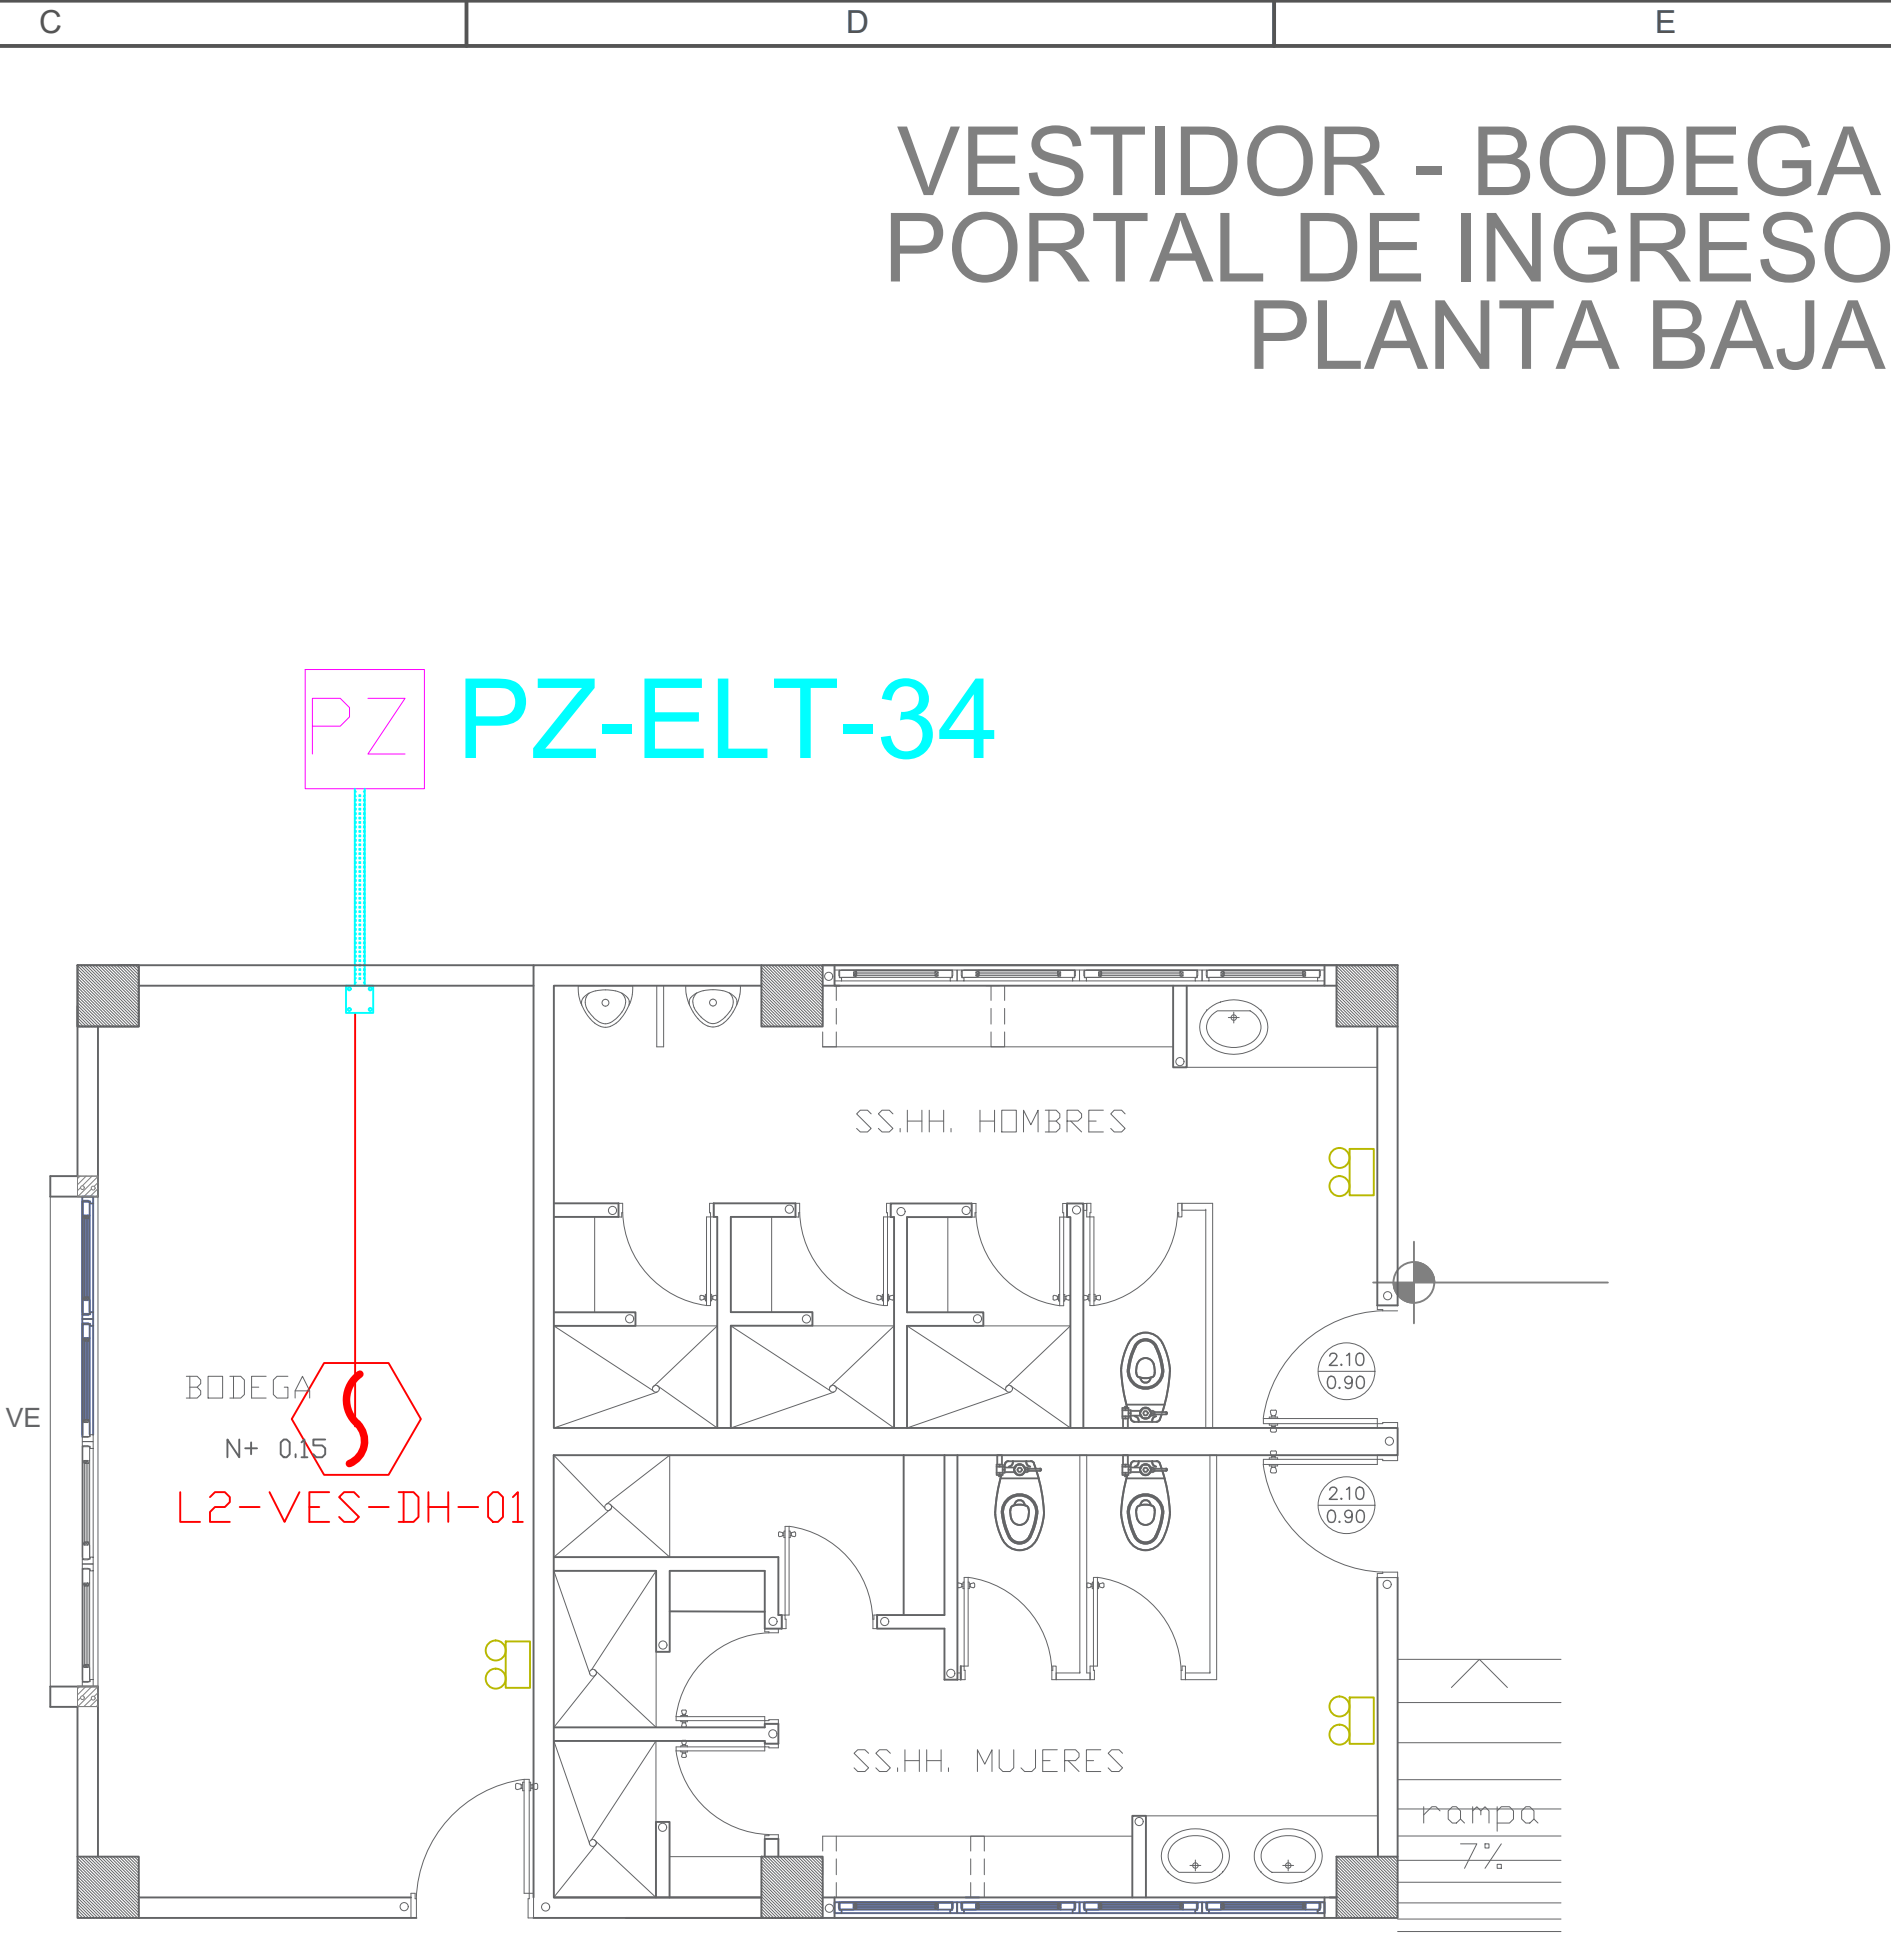 C D E
VESTIDOR - BODEGA
PORTAL DE INGRESO
PLANTA BAJA
PZ PZ-ELT-34
SS.HH. HOMBRES
2.10
0.90
BODEGA
VE
N+ 0.15
L2-VES-DH-01
2.10
0.90
SS.HH. MUJERES
rampa
7%